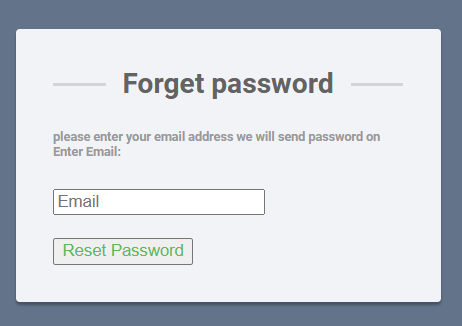 Forget password
please enter your email address we will send password on
Enter Email:
Email
Reset Password